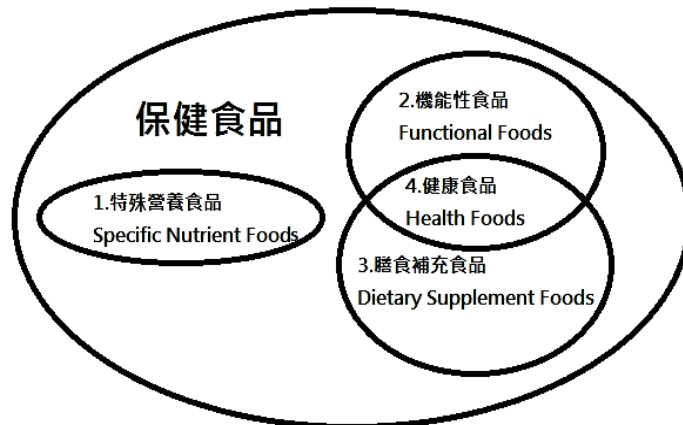 保健食品
1.特殊營養食品
Specific Nutrient Foods
2.機能性食品
Functional Foods
4.健康食品
Health Foods
3.膳食補充食品
Dietary Supplement Foods